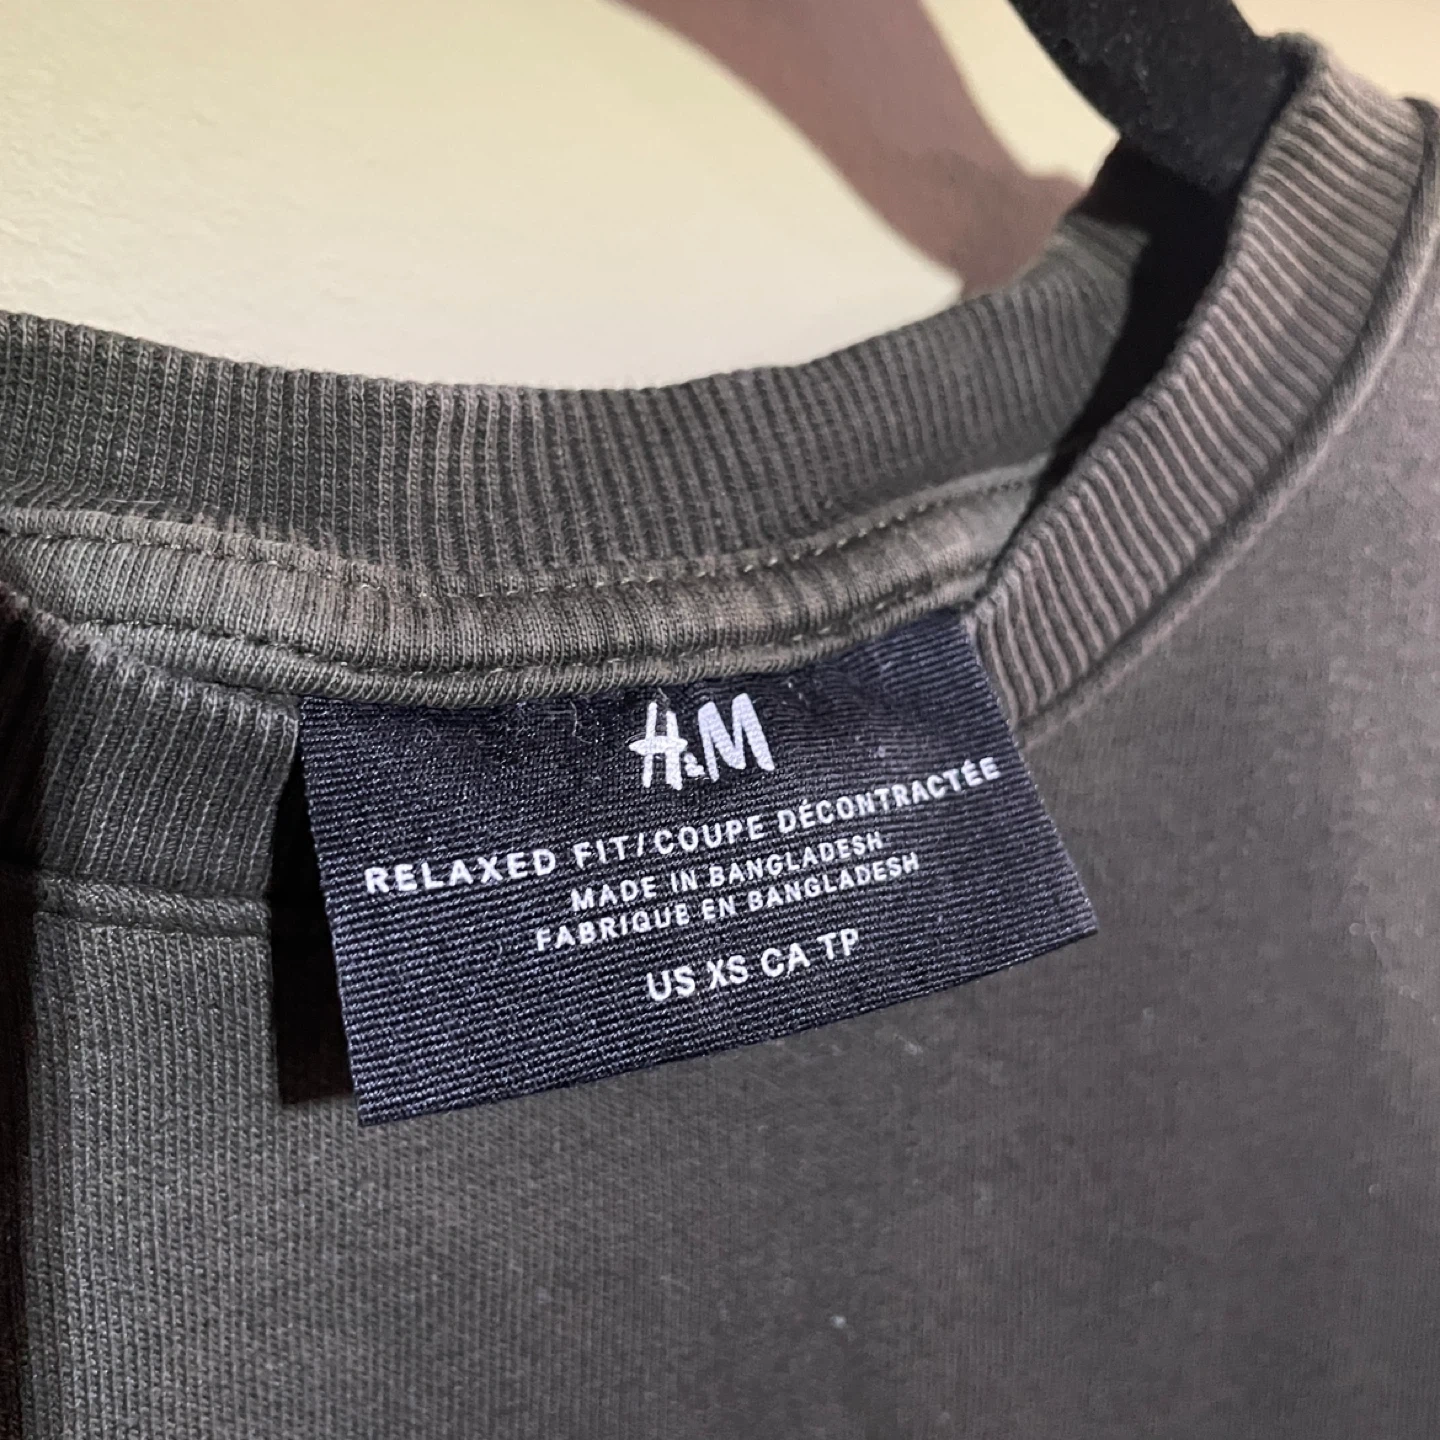 H&M
RELAXED FIT/COUPE DÉCONTRACTÉE
MADE IN BANGLADESH
FABRIQUE EN BANGLADESH
US XS CA TP